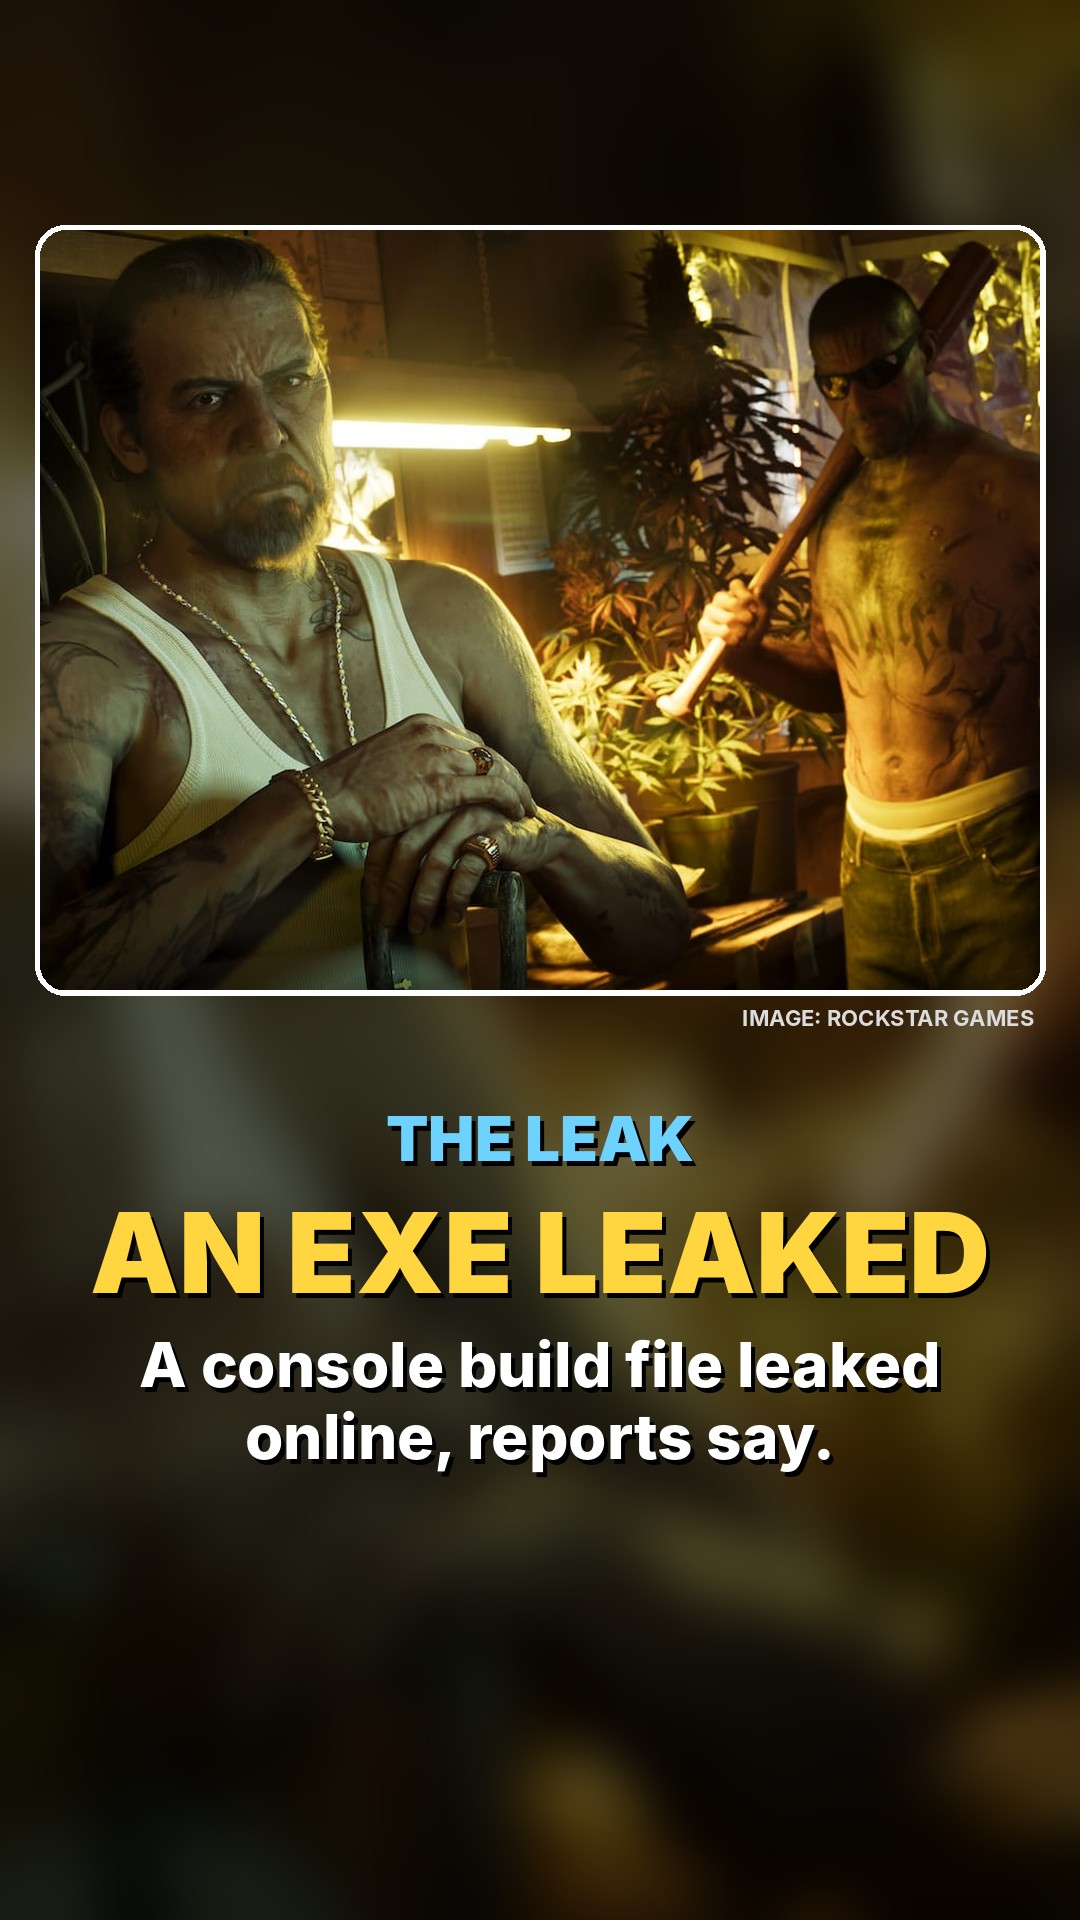 IMAGE: ROCKSTAR GAMES
THE LEAK
AN EXE LEAKED
A console build file leaked
online, reports say.